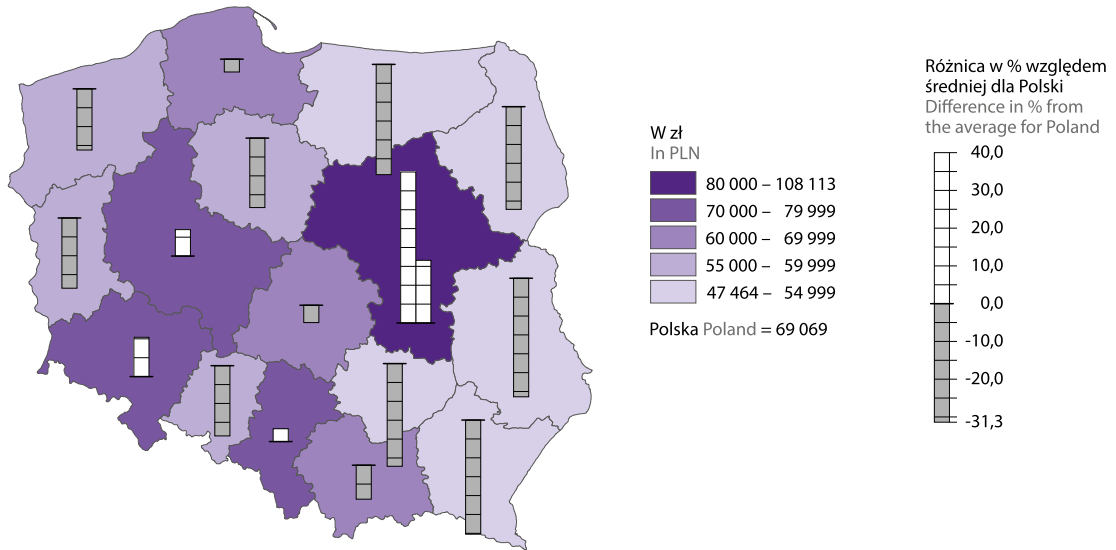 W zł
In PLN
80 000 – 108 113
70 000 – 79 999
60 000 – 69 999
55 000 – 59 999
47 464 – 54 999
Polska Poland = 69 069
Różnica w % względem
średniej dla Polski
Difference in % from
the average for Poland
40,0
30,0
20,0
10,0
0,0
-10,0
-20,0
-31,3